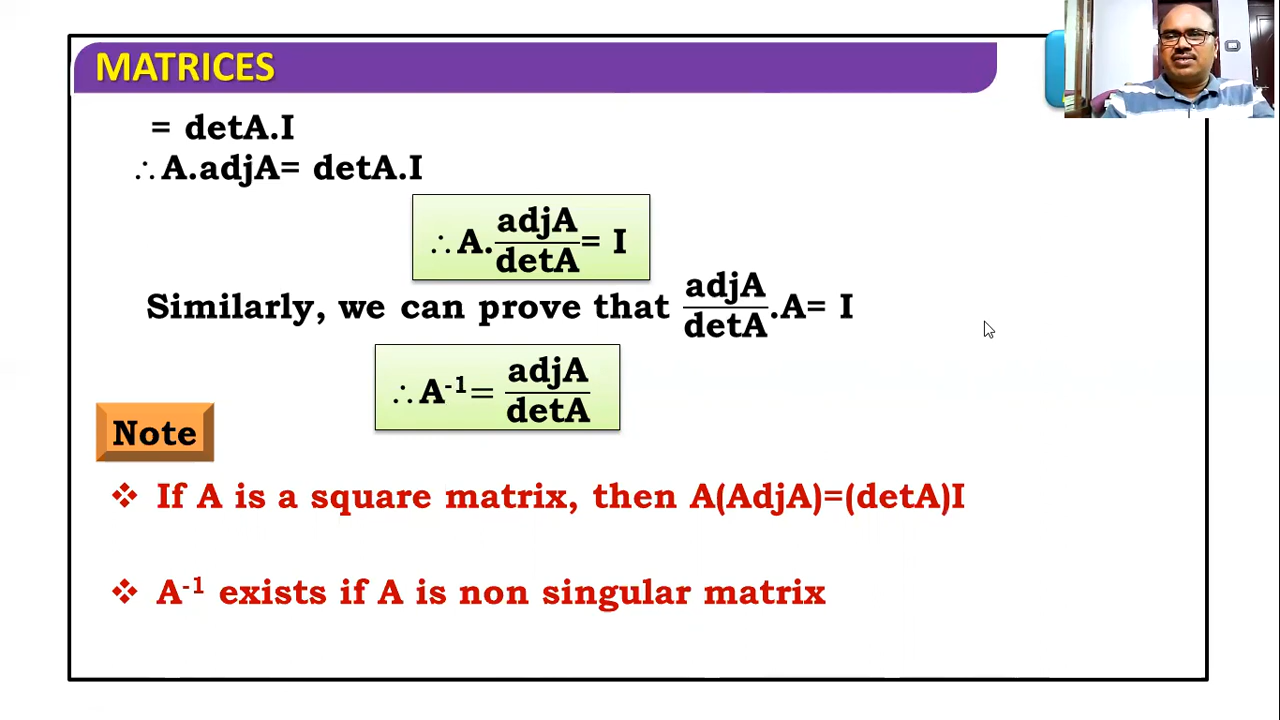 MATRICES
= detA.I
∴A.adjA= detA.I
∴A.adjA/detA= I
Similarly, we can prove that adjA/detA.A= I
∴A⁻¹= adjA/detA
Note
❖ If A is a square matrix, then A(AdjA)=(detA)I
❖ A⁻¹ exists if A is non singular matrix